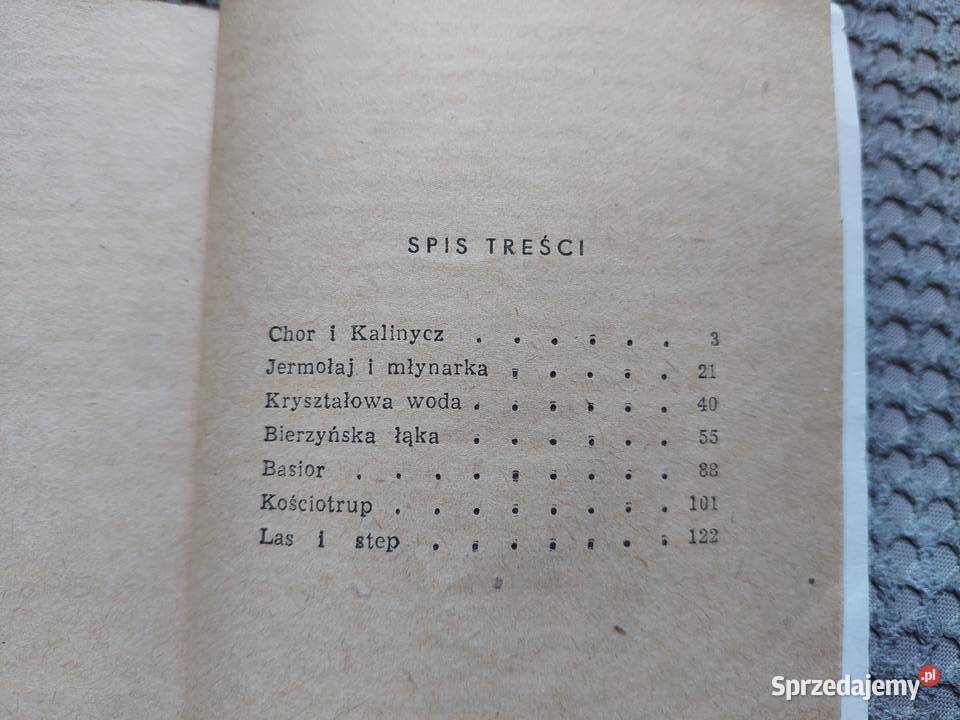 SPIS TREŚCI
Chor i Kalinycz . . . . . . 3
Jermołaj i młynarka . . . . . 21
Kryształowa woda . . . . . . 40
Bierzyńska łąka . . . . . . 55
Basior . . . . . . . . . 88
Kościotrup . . . . . . . . 101
Las i step . . . . . . . 122
Sprzedajemy.pl